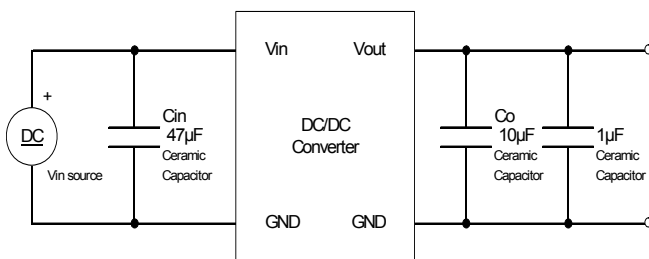 Vin Vout
+
DC
Vin source
Cin
47µF
Ceramic
Capacitor
DC/DC
Converter
Co
10µF
Ceramic
Capacitor
1µF
Ceramic
Capacitor
GND GND